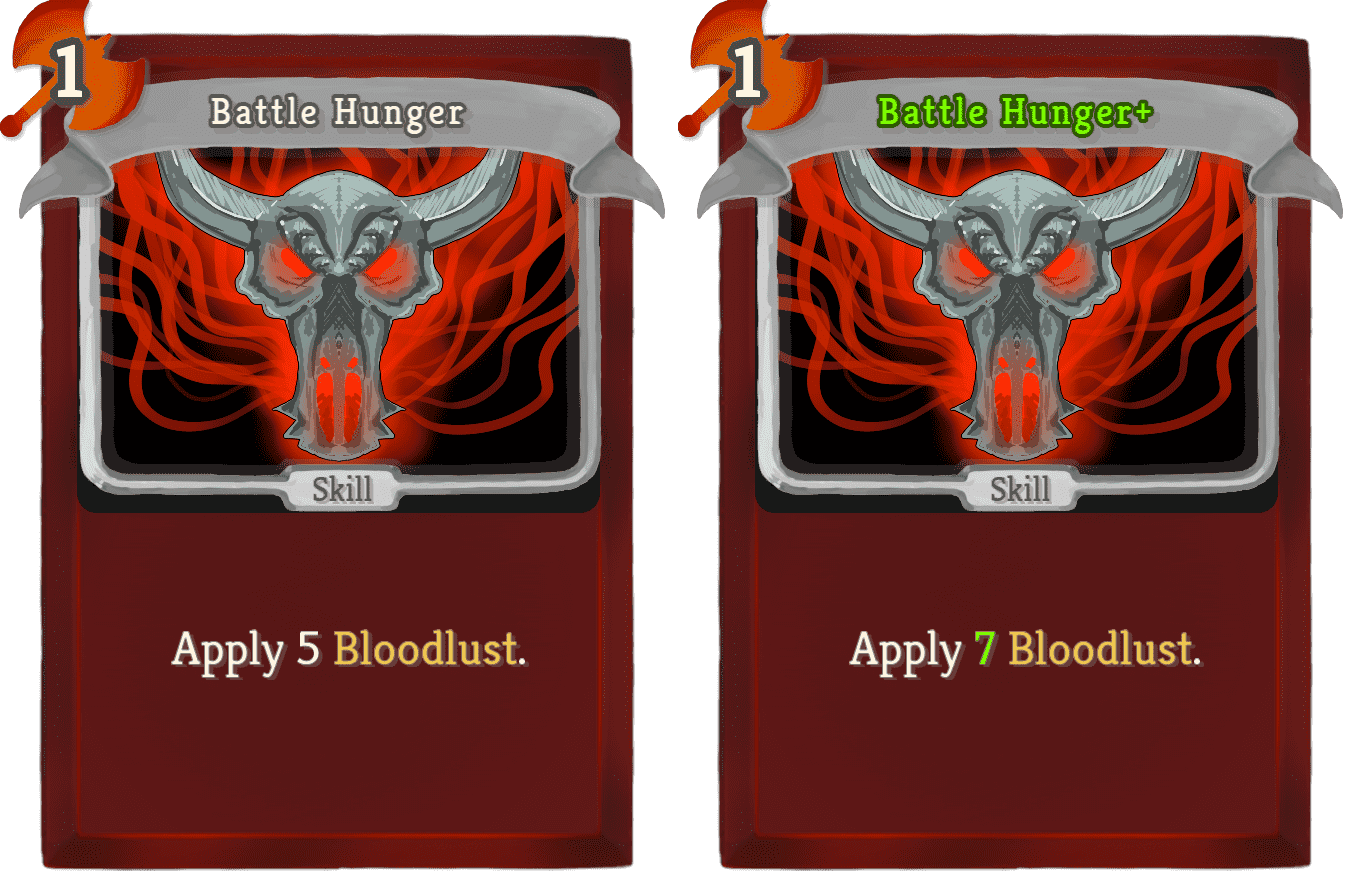 1
Battle Hunger
Skill
Apply 5 Bloodlust.
1
Battle Hunger+
Skill
Apply 7 Bloodlust.